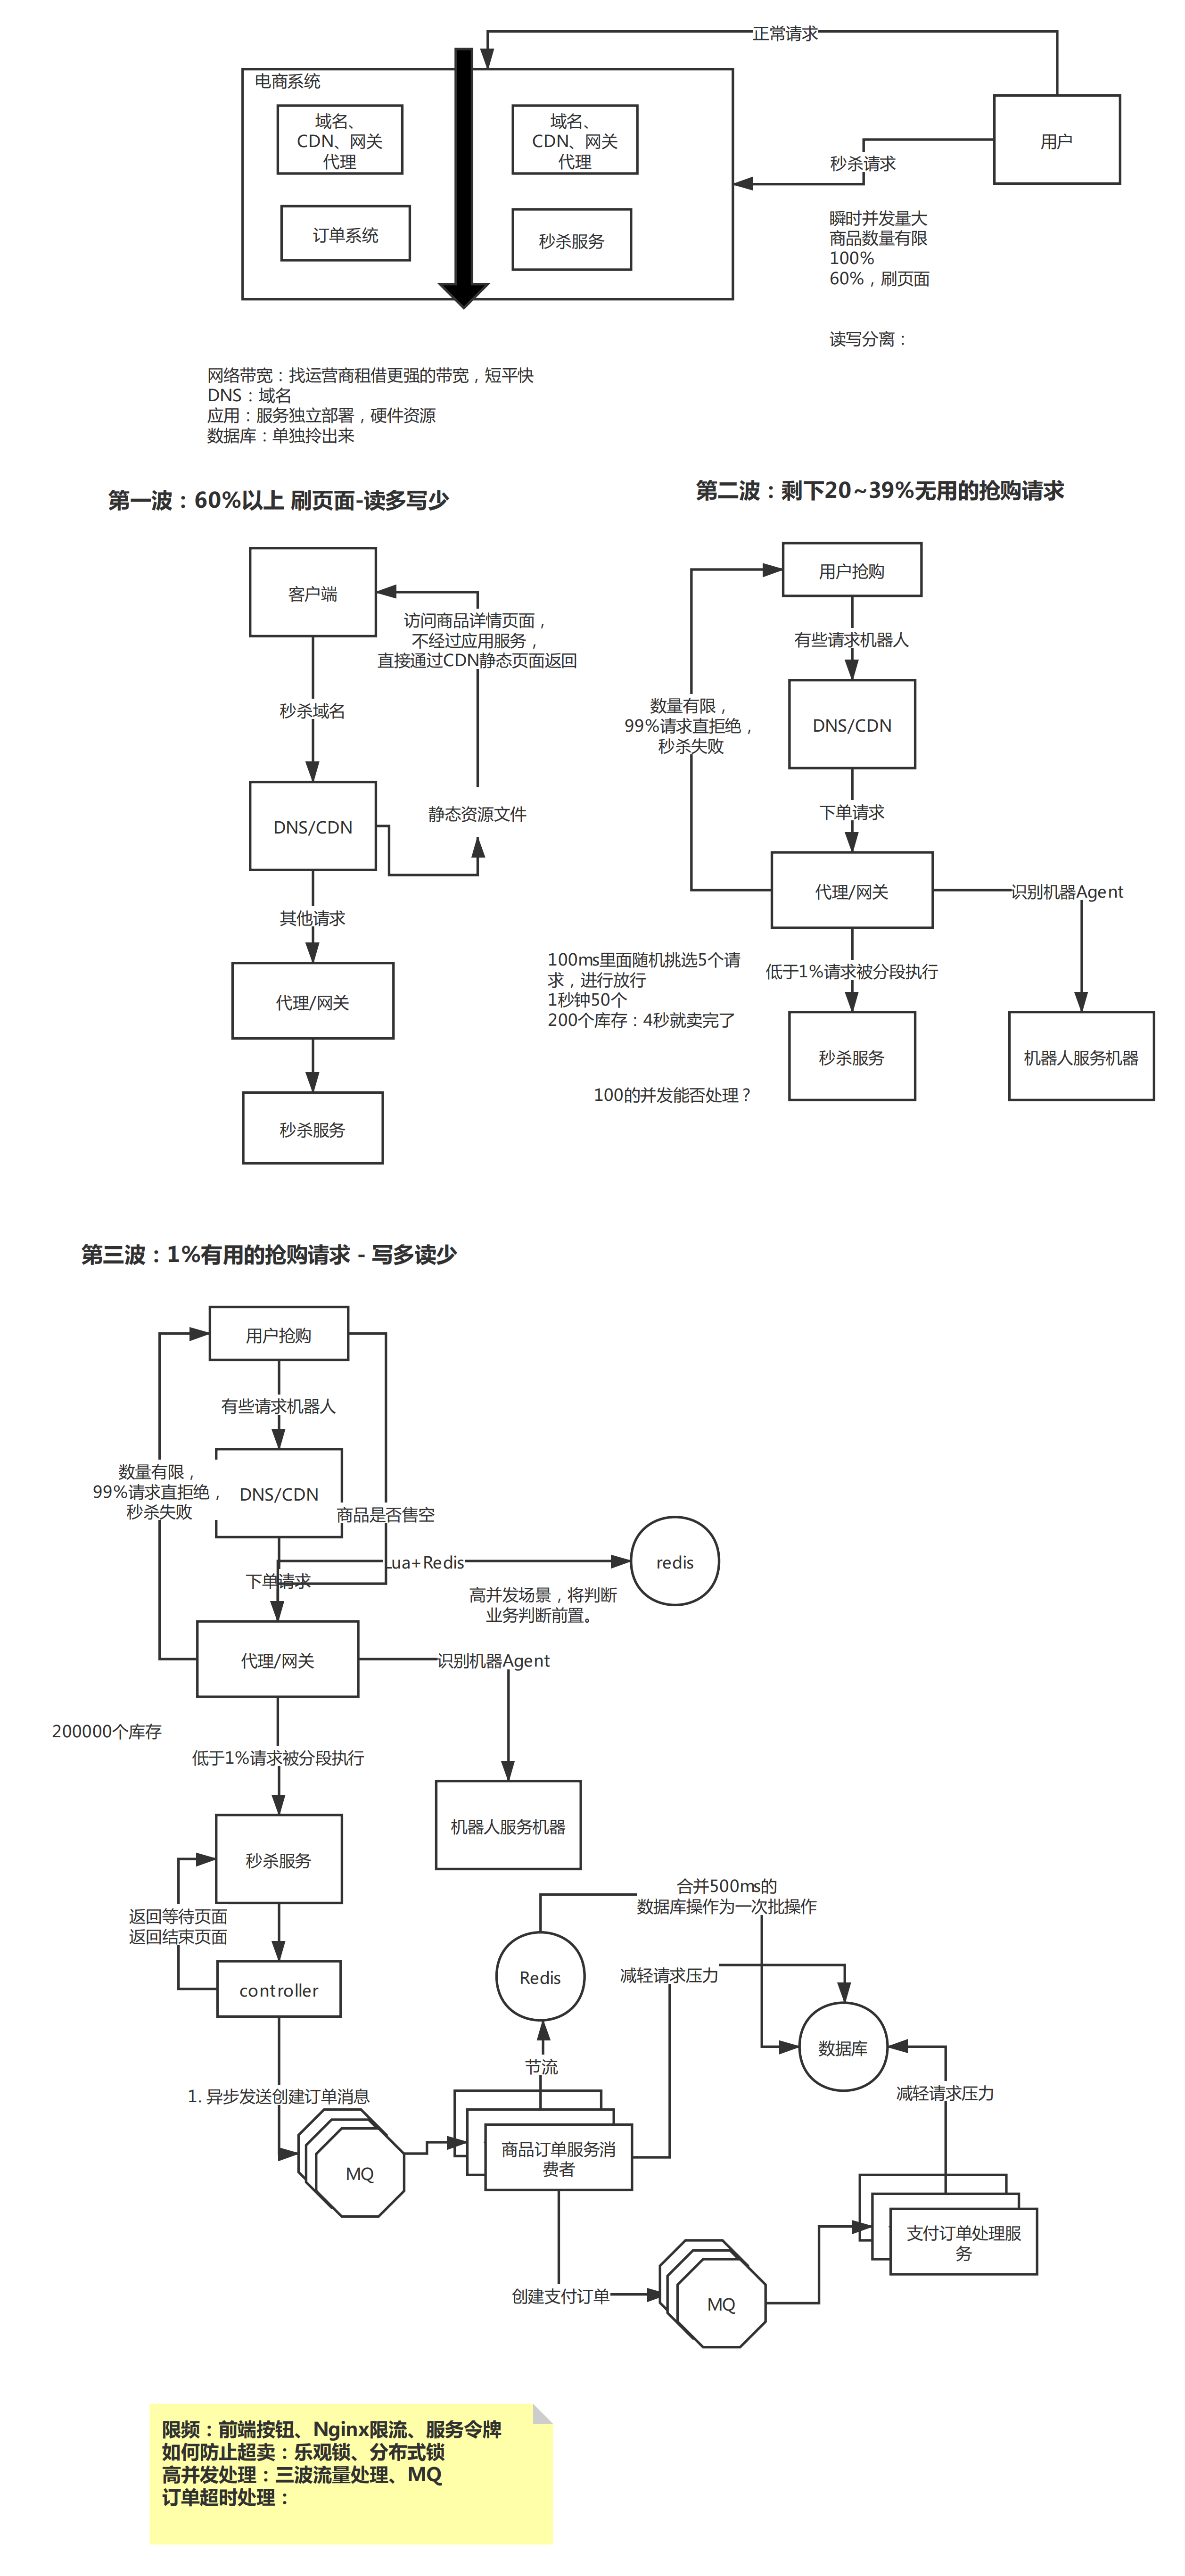 正常请求
电商系统
域名、
CDN、网关
代理
域名、
CDN、网关
代理
用户
秒杀请求
订单系统
秒杀服务
瞬时并发量大
商品数量有限
100%
60%，刷页面
读写分离：
网络带宽：找运营商租借更强的带宽，短平快
DNS：域名
应用：服务独立部署，硬件资源
数据库：单独拎出来
第一波：60%以上 刷页面-读多写少
客户端
访问商品详情页面，
不经过应用服务，
直接通过CDN静态页面返回
秒杀域名
静态资源文件
DNS/CDN
其他请求
代理/网关
秒杀服务
第二波：剩下20~39%无用的抢购请求
用户抢购
有些请求机器人
数量有限，
99%请求直拒绝，
秒杀失败
DNS/CDN
下单请求
代理/网关
识别机器Agent
100ms里面随机挑选5个请
求，进行放行
1秒钟50个
200个库存：4秒就卖完了
低于1%请求被分段执行
秒杀服务
机器人服务机器
100的并发能否处理？
第三波：1%有用的抢购请求 - 写多读少
用户抢购
有些请求机器人
数量有限，
99%请求直拒绝，
秒杀失败
DNS/CDN
商品是否售空
Lua+Redis
redis
下单请求
高并发场景，将判断
业务判断前置。
代理/网关
识别机器Agent
200000个库存
低于1%请求被分段执行
机器人服务机器
秒杀服务
返回等待页面
返回结束页面
controller
合并500ms的
数据库操作为一次批操作
Redis
减轻请求压力
数据库
节流
减轻请求压力
1. 异步发送创建订单消息
MQ
商品订单服务消
费者
支付订单处理服
务
创建支付订单
MQ
限频：前端按钮、Nginx限流、服务令牌
如何防止超卖：乐观锁、分布式锁
高并发处理：三波流量处理、MQ
订单超时处理：